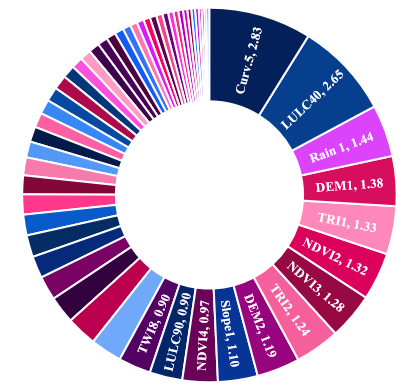 Curv.5, 2.83
LULC40, 2.65
Rain 1, 1.44
DEM1, 1.38
TRI1, 1.33
NDVI2, 1.32
NDVI3, 1.28
TRI2, 1.24
DEM2, 1.19
Slope1, 1.10
NDVI4, 0.97
LULC90, 0.90
TWI8, 0.90